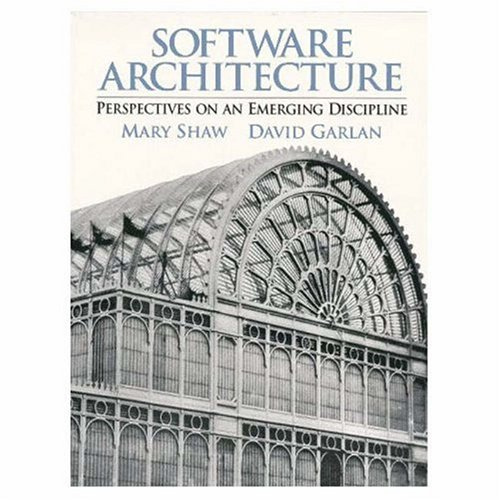 SOFTWARE
ARCHITECTURE
PERSPECTIVES ON AN EMERGING DISCIPLINE
MARY SHAW DAVID GARLAN